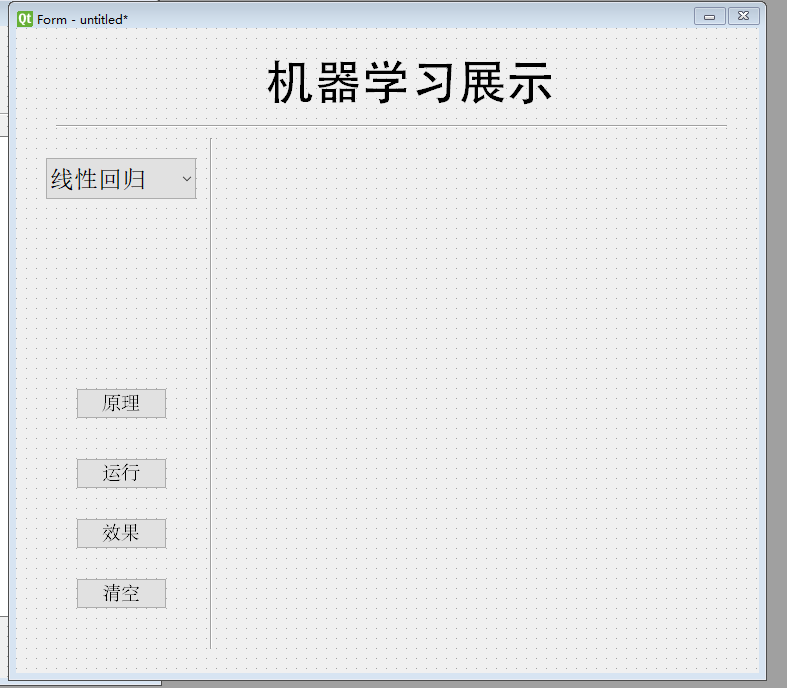 Qt Form - untitled*
机器学习展示
线性回归
原理
运行
效果
清空